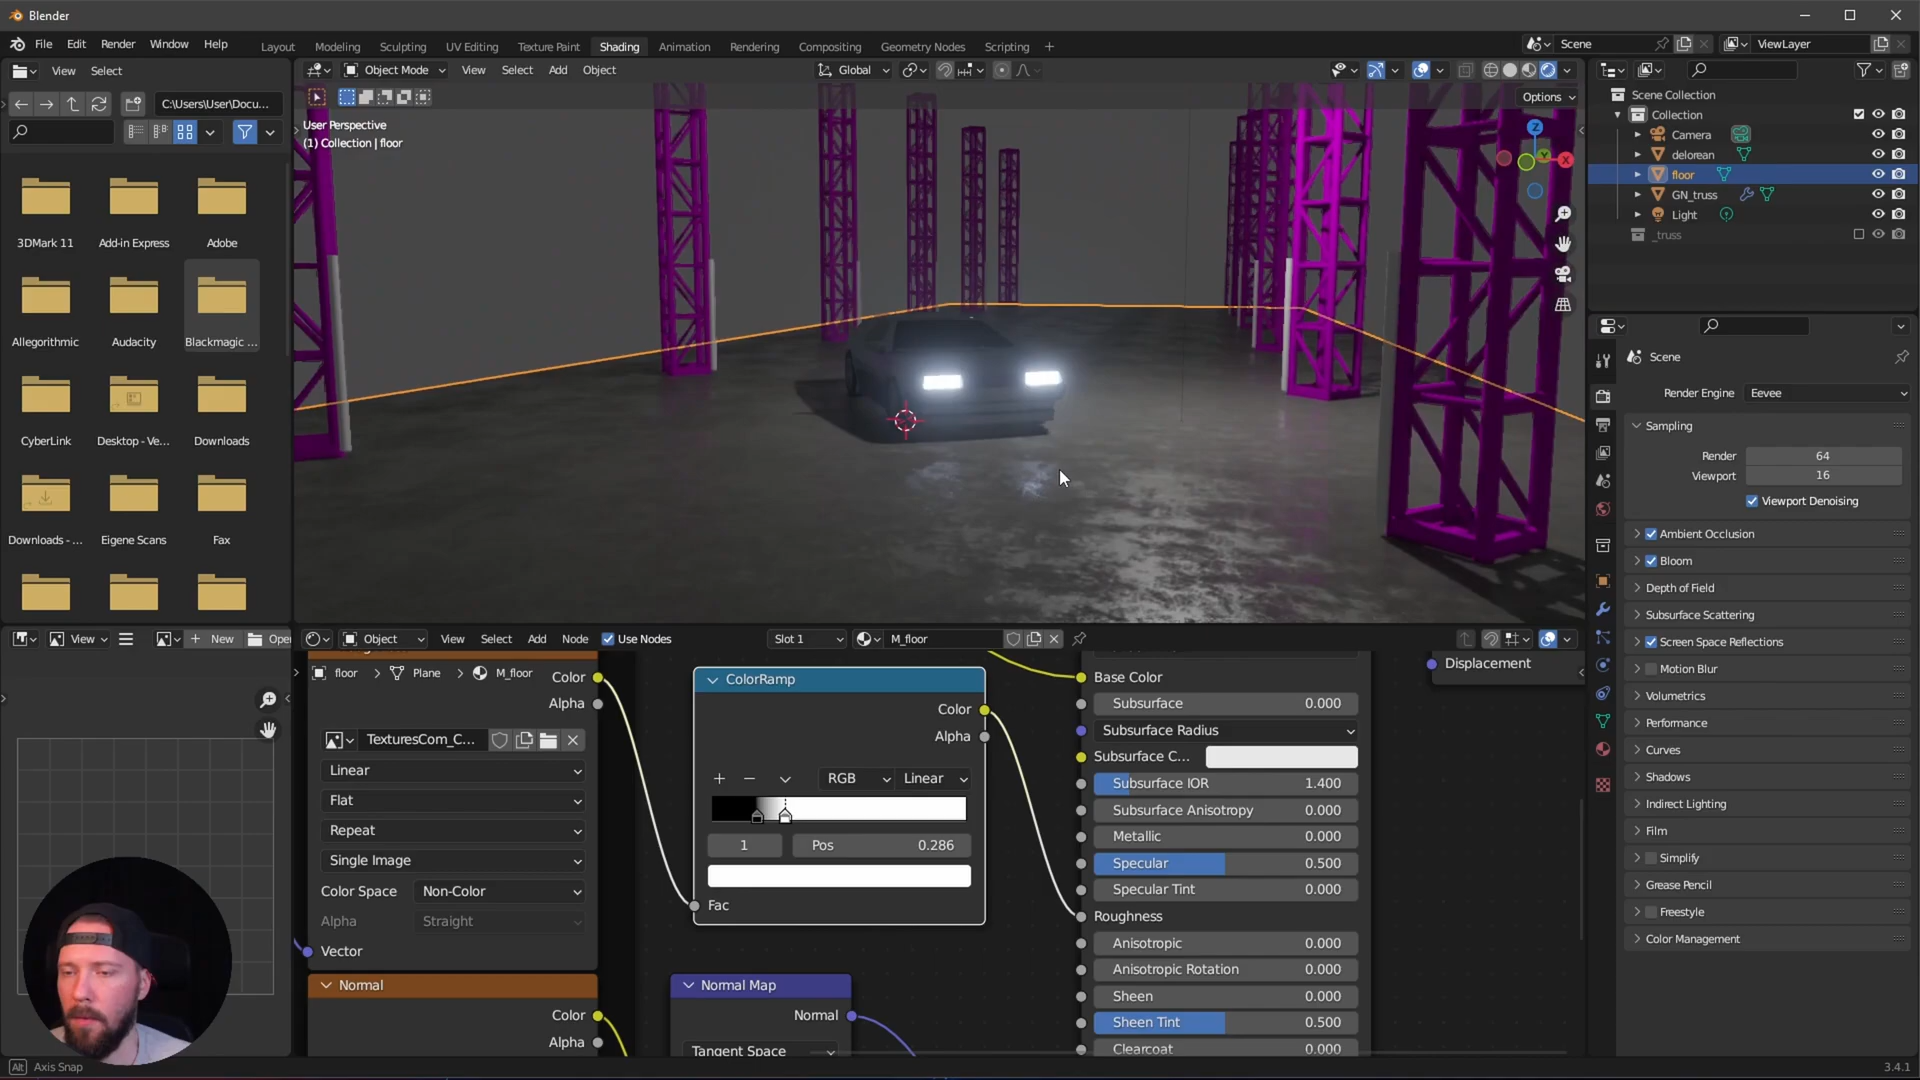 Blender
File Edit Render Window Help
Layout Modeling Sculpting UV Editing Texture Paint Shading Animation Rendering Compositing Geometry Nodes Scripting +
Scene
ViewLayer
View Select
Object Mode View Select Add Object
Global
C:\Users\User\Docu...
Options
User Perspective
(1) Collection | floor
Z
Y
X
3DMark 11 Add-in Express Adobe
Allegorithmic Audacity Blackmagic ...
CyberLink Desktop - Ve... Downloads
Downloads - ... Eigene Scans Fax
Scene Collection
Collection
Camera
delorean
floor
GN_truss
Light
_truss
Scene
Render Engine Eevee
Sampling
Render 64
Viewport 16
Viewport Denoising
Ambient Occlusion
Bloom
Depth of Field
Subsurface Scattering
Screen Space Reflections
Motion Blur
Volumetrics
Performance
Curves
Shadows
Indirect Lighting
Film
Simplify
Grease Pencil
Freestyle
Color Management
View New Open
Object View Select Add Node Use Nodes Slot 1 M_floor
floor Plane M_floor
Color
Alpha
TexturesCom_C...
Linear
Flat
Repeat
Single Image
Color Space Non-Color
Alpha Straight
Vector
Normal
Color
Alpha
ColorRamp
Color
Alpha
RGB Linear
1 Pos 0.286
Fac
Normal Map
Normal
Tangent Space
Base Color
Subsurface 0.000
Subsurface Radius
Subsurface C...
Subsurface IOR 1.400
Subsurface Anisotropy 0.000
Metallic 0.000
Specular 0.500
Specular Tint 0.000
Roughness
Anisotropic 0.000
Anisotropic Rotation 0.000
Sheen 0.000
Sheen Tint 0.500
Clearcoat 0.000
Displacement
Alt Axis Snap
3.4.1